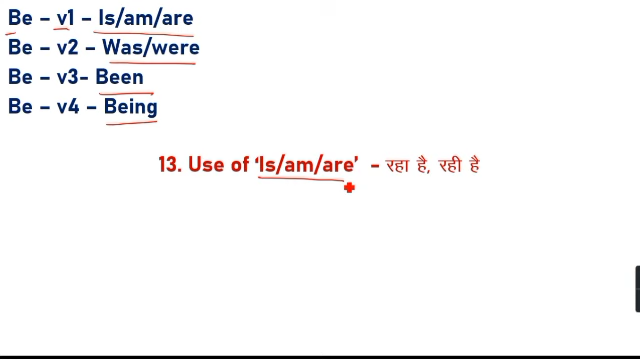 Be – v1 – Is/am/are
Be – v2 – Was/were
Be – v3- Been
Be – v4 – Being
13. Use of ‘Is/am/are’ – रहा है, रही है